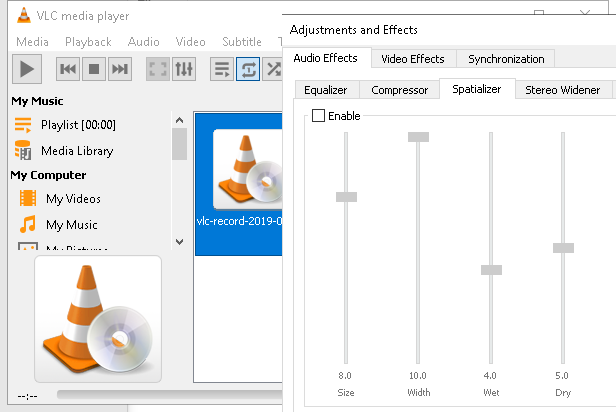 VLC media player
Media Playback Audio Video Subtitle
My Music
Playlist [00:00]
Media Library
My Computer
My Videos
My Music
My Pictures
vlc-record-2019-0
--:--
Adjustments and Effects
Audio Effects Video Effects Synchronization
Equalizer Compressor Spatializer Stereo Widener
Enable
8.0 10.0 4.0 5.0
Size Width Wet Dry